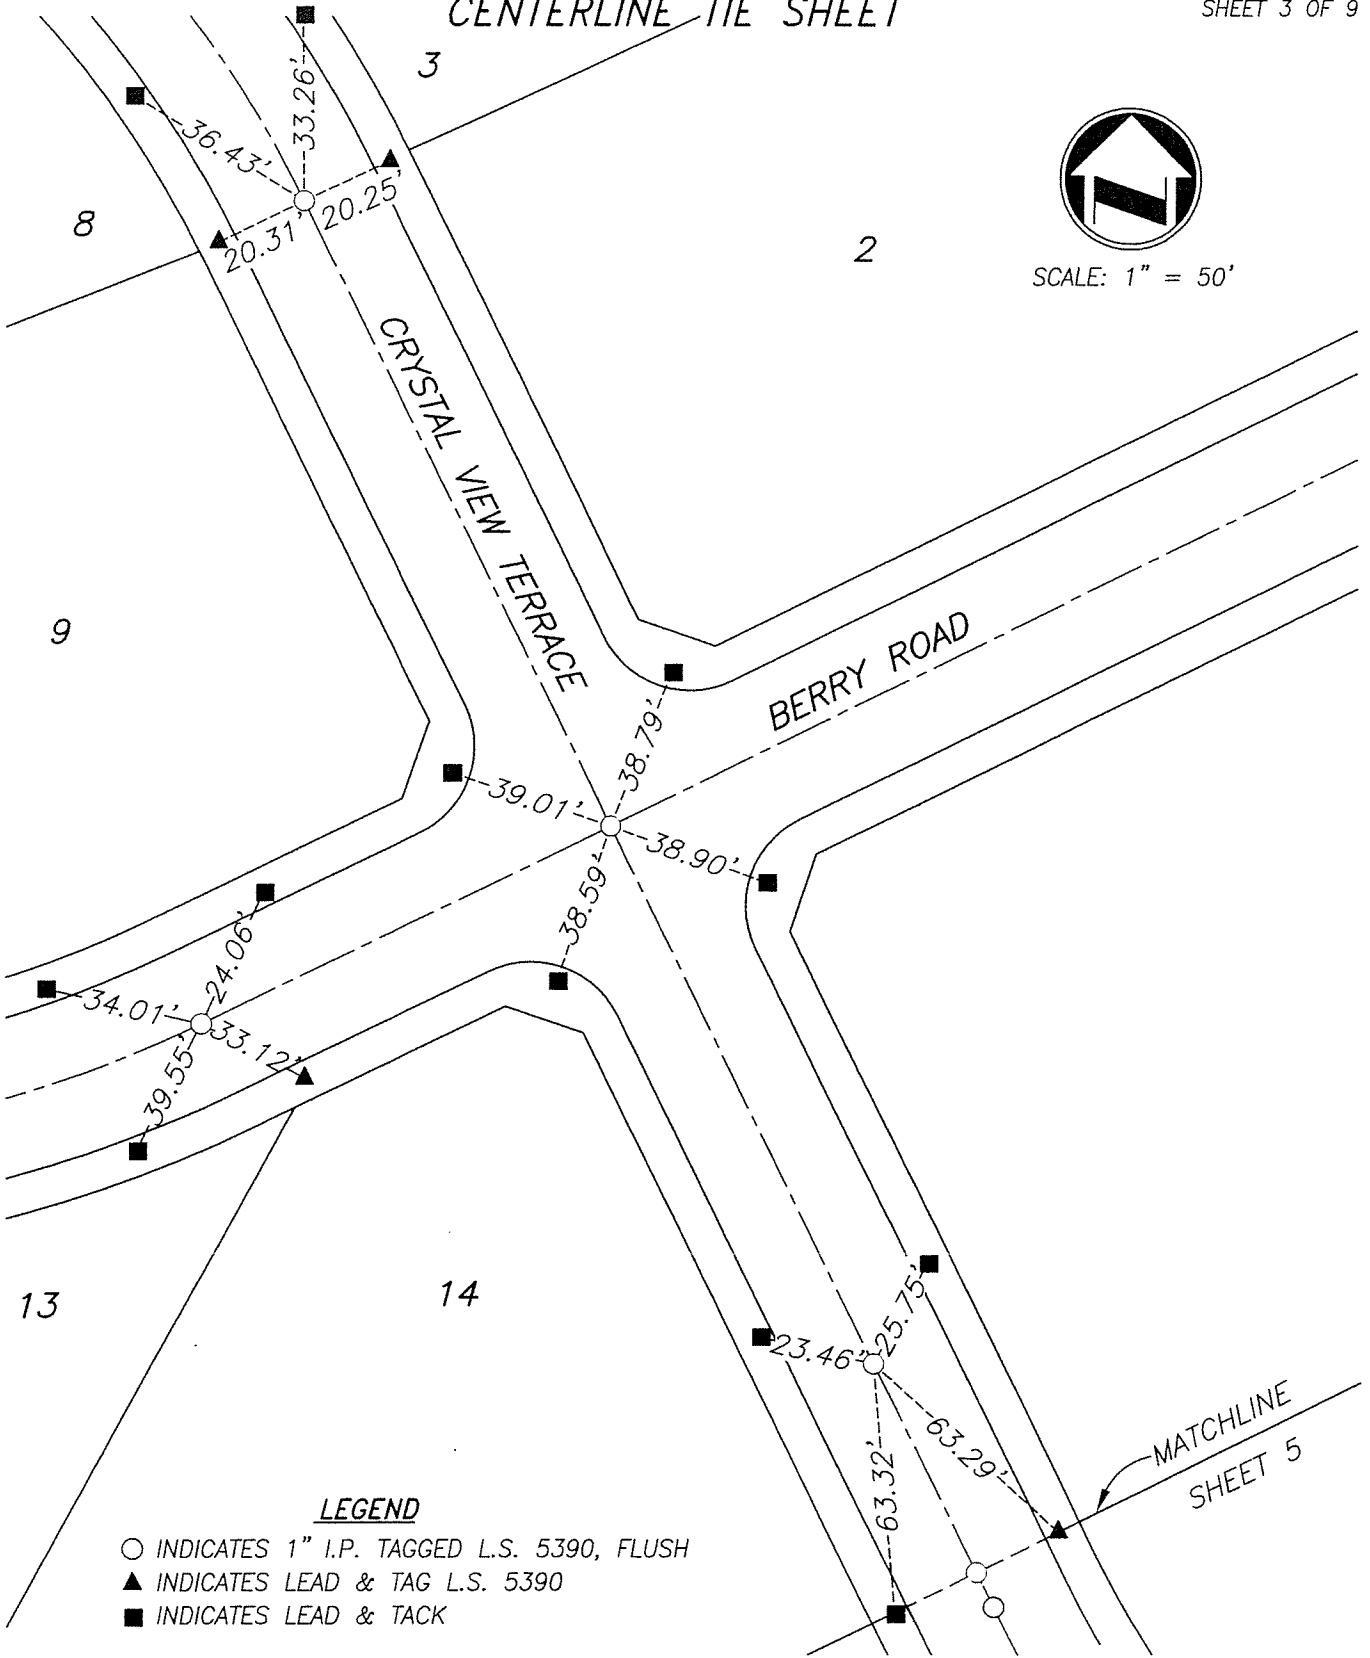 CENTERLINE TIE SHEET
SHEET 3 OF 9
3
33.26'
36.43'
20.25'
20.31'
8
2
SCALE: 1" = 50'
CRYSTAL VIEW TERRACE
9
BERRY ROAD
38.79'
39.01'
38.90'
38.59'
24.06'
34.01'
33.12'
39.55'
13
14
25.75'
23.46'
63.29'
63.32'
MATCHLINE
SHEET 5
LEGEND
INDICATES 1" I.P. TAGGED L.S. 5390, FLUSH
INDICATES LEAD & TAG L.S. 5390
INDICATES LEAD & TACK